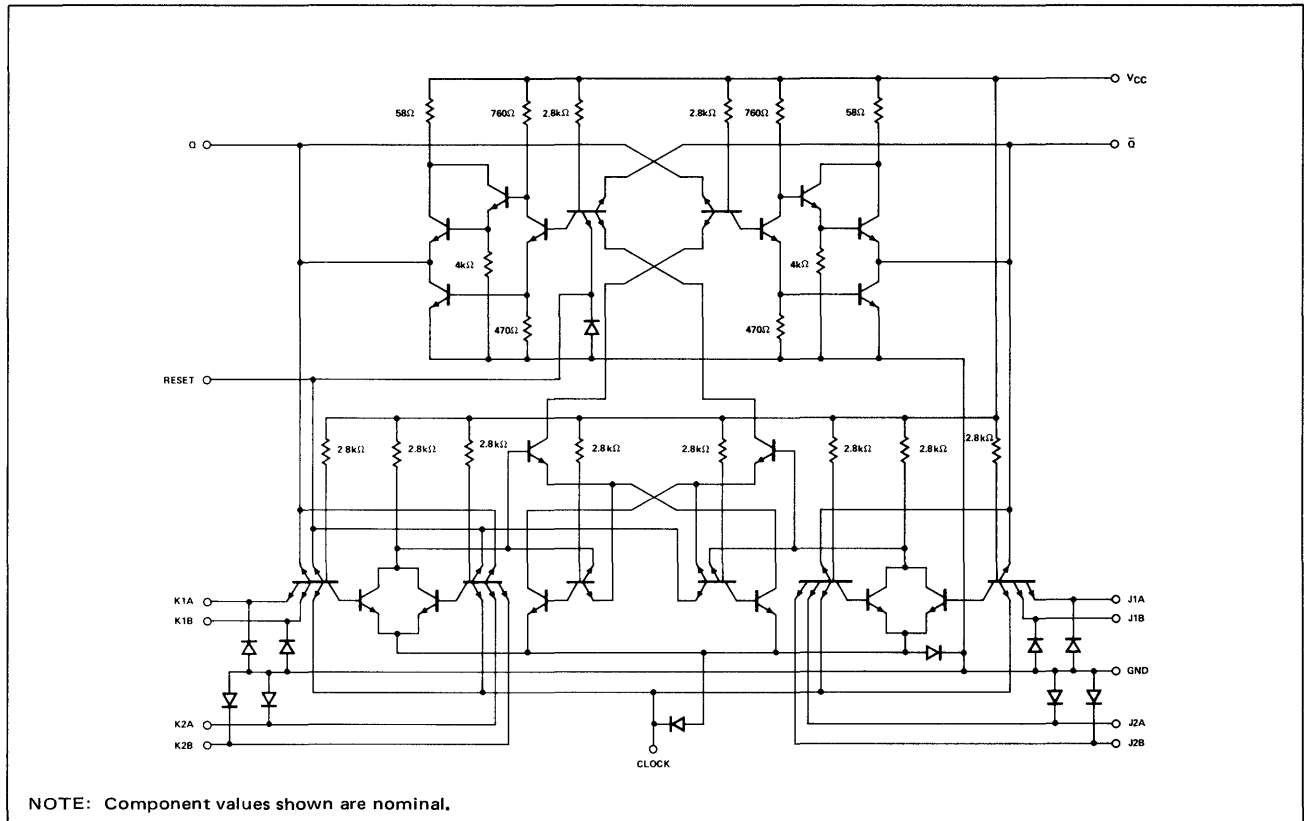 VCC
58Ω 760Ω 2.8kΩ 2.8kΩ 760Ω 58Ω
Q Q̅
4kΩ 4kΩ
470Ω 470Ω
RESET
2.8kΩ 2.8kΩ 2.8kΩ 2.8kΩ 2.8kΩ 2.8kΩ 2.8kΩ 2.8kΩ
K1A J1A
K1B J1B
GND
K2A J2A
K2B J2B
CLOCK
NOTE: Component values shown are nominal.